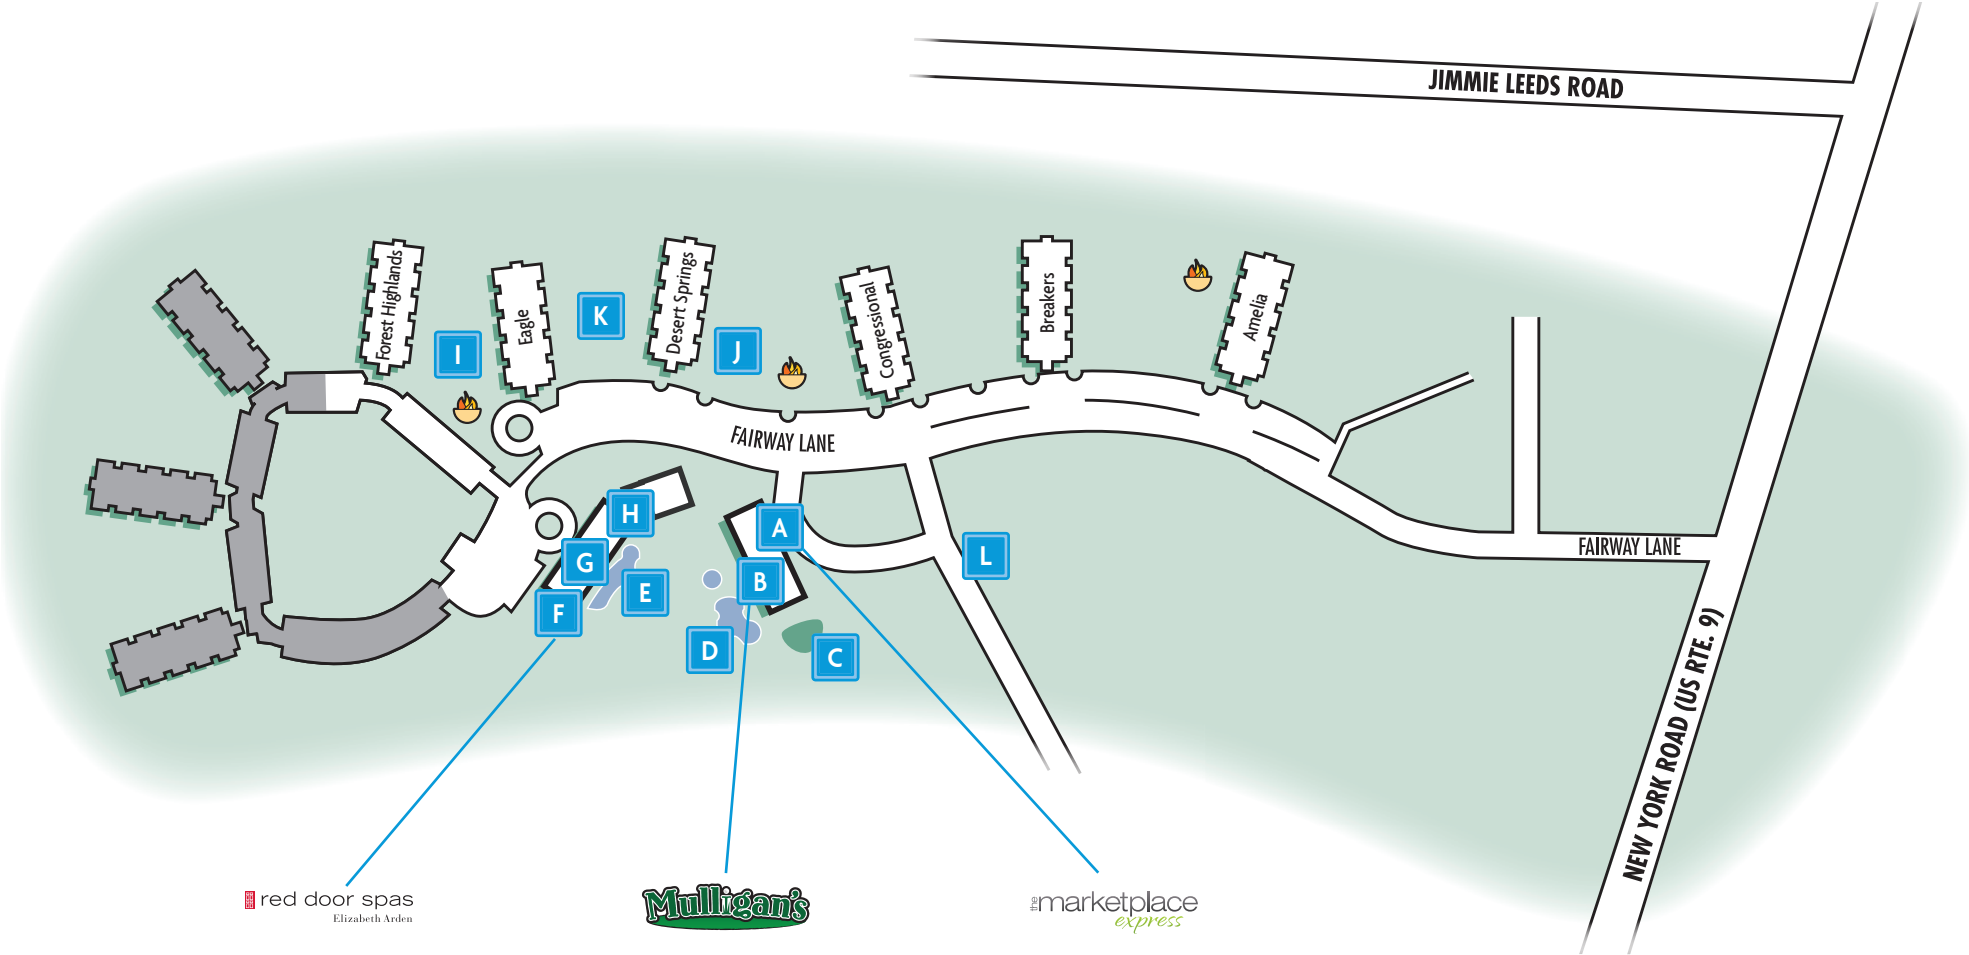 JIMMIE LEEDS ROAD
Forest Highlands
Eagle
Desert Springs
Congressional
Breakers
Amelia
K
I
J
FAIRWAY LANE
H
A
G
L
FAIRWAY LANE
B
E
F
D
C
NEW YORK ROAD (US RTE. 9)
red door spas
Elizabeth Arden
Mulligan's
the marketplace
express